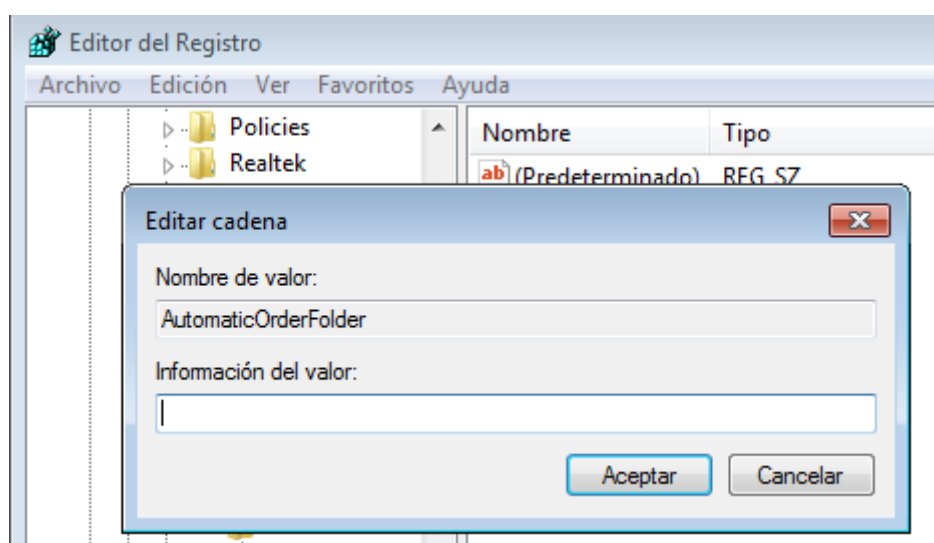 Editor del Registro
Archivo Edición Ver Favoritos Ayuda
Policies
Realtek
Nombre Tipo
ab (Predeterminado) REG_SZ
Editar cadena
Nombre de valor:
AutomaticOrderFolder
Información del valor:
Aceptar Cancelar